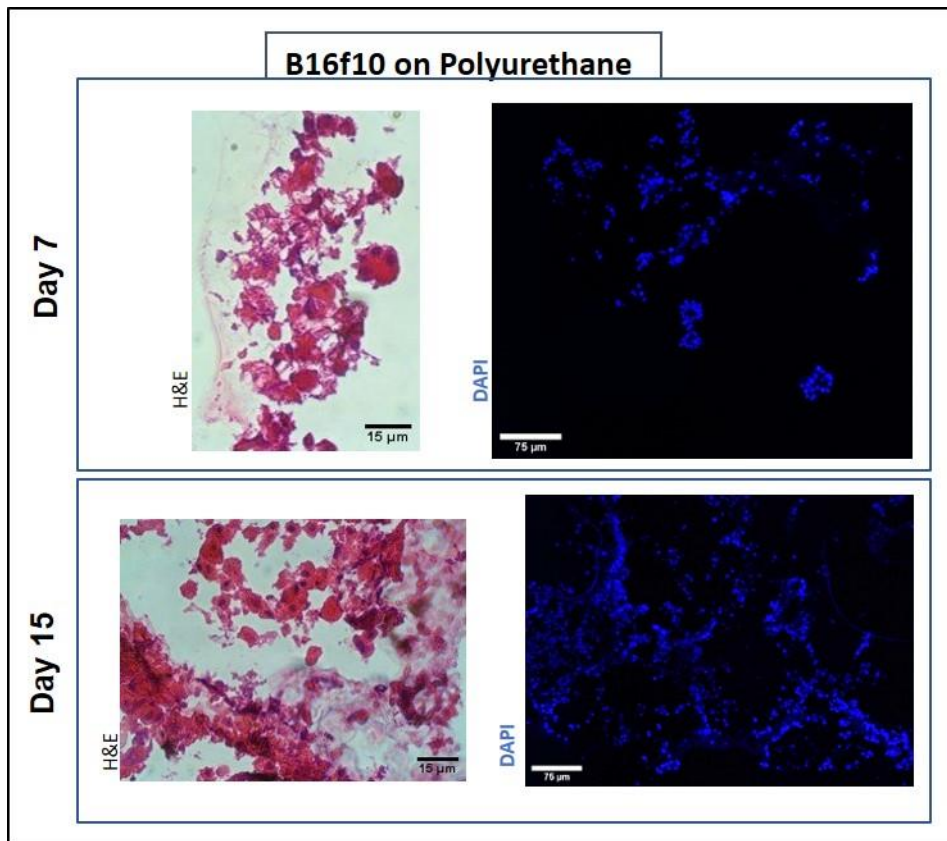 B16f10 on Polyurethane
Day 7
H&E
15 µm
DAPI
75 µm
Day 15
H&E
15 µm
DAPI
75 µm